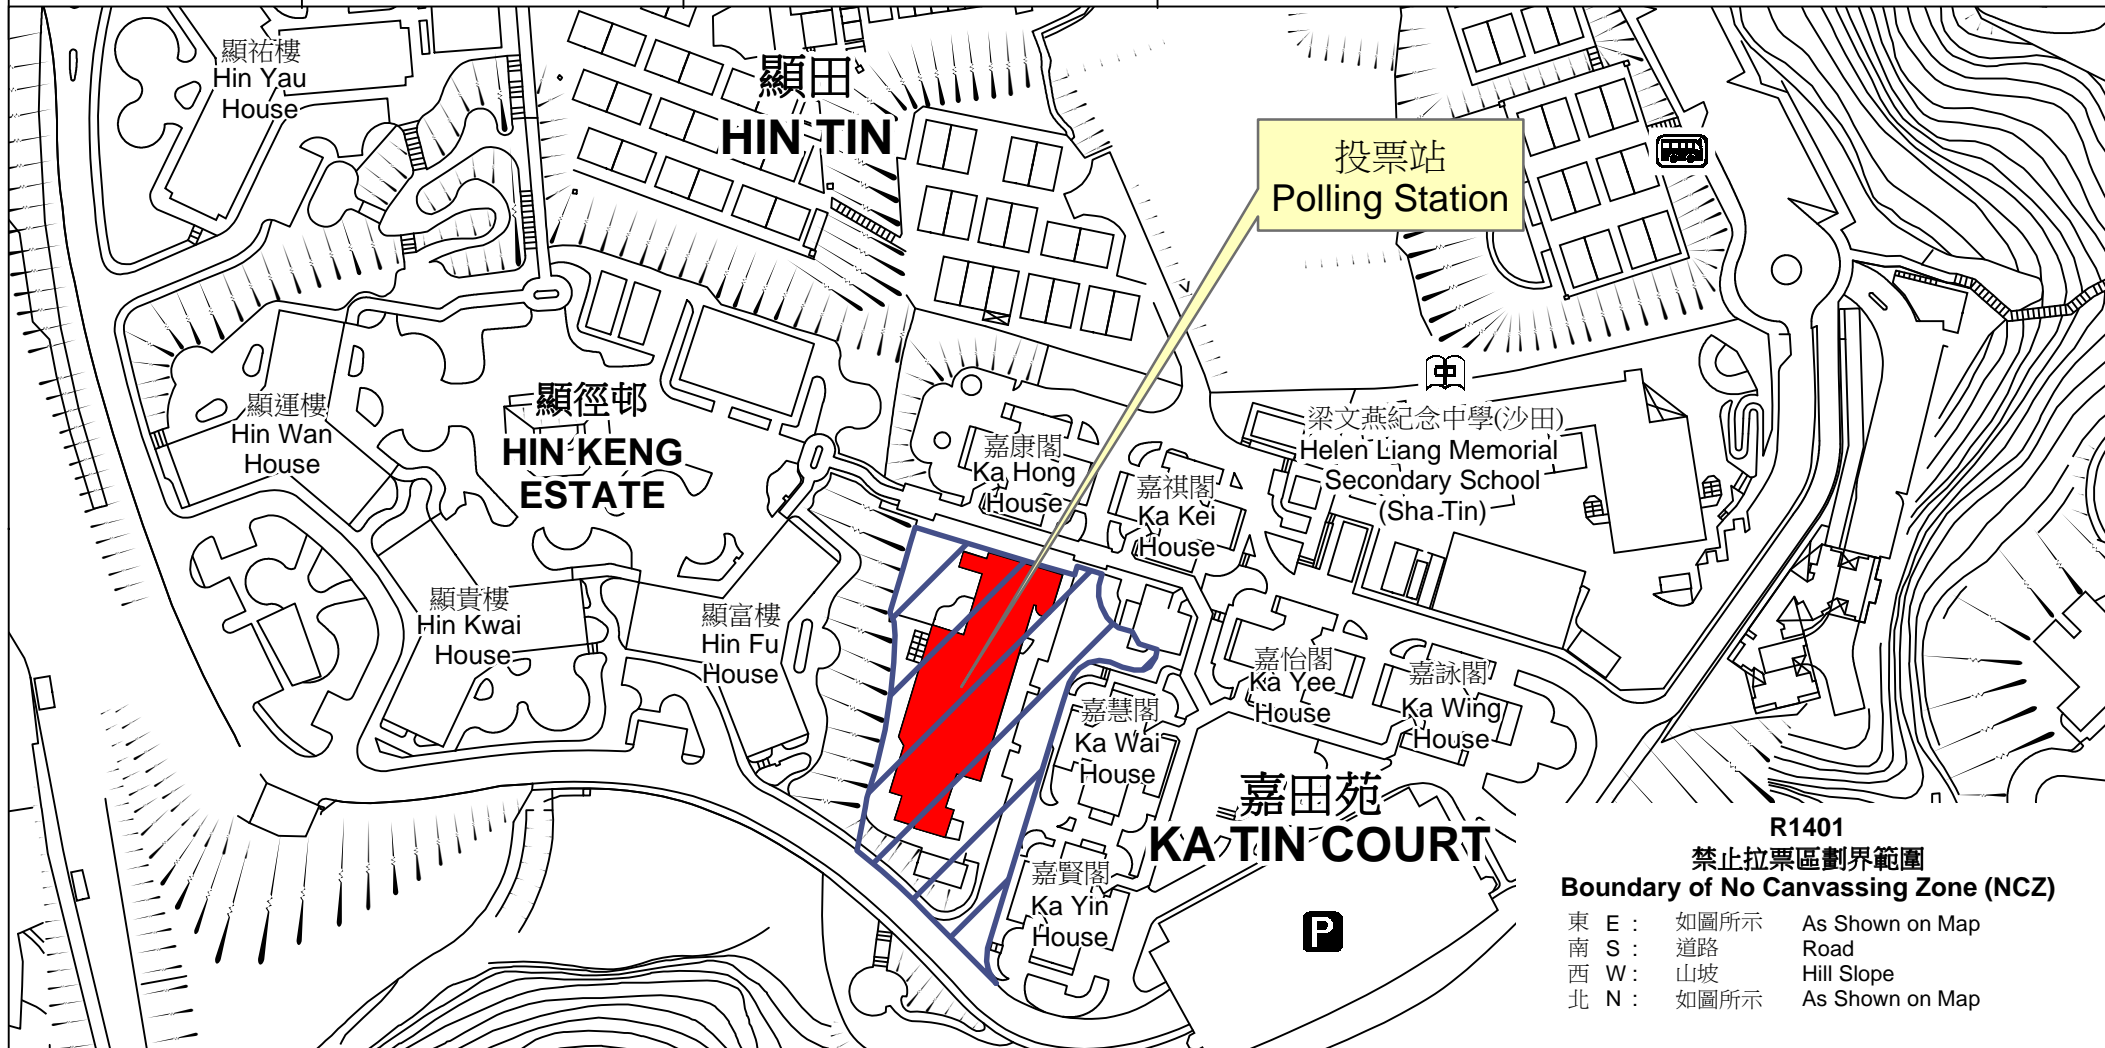 顯祐樓
Hin Yau
House
顯田
HIN TIN
投票站
Polling Station
顯運樓
Hin Wan
House
顯徑邨
HIN KENG
ESTATE
嘉康閣
Ka Hong
House
嘉祺閣
Ka Kei
House
中
梁文燕紀念中學(沙田)
Helen Liang Memorial
Secondary School
(Sha Tin)
顯貴樓
Hin Kwai
House
顯富樓
Hin Fu
House
嘉慧閣
Ka Wai
House
嘉怡閣
Ka Yee
House
嘉詠閣
Ka Wing
House
嘉田苑
KA TIN COURT
嘉賢閣
Ka Yin
House
P
R1401
禁止拉票區劃界範圍
Boundary of No Canvassing Zone (NCZ)
東 E : 如圖所示 As Shown on Map
南 S : 道路 Road
西 W : 山坡 Hill Slope
北 N : 如圖所示 As Shown on Map